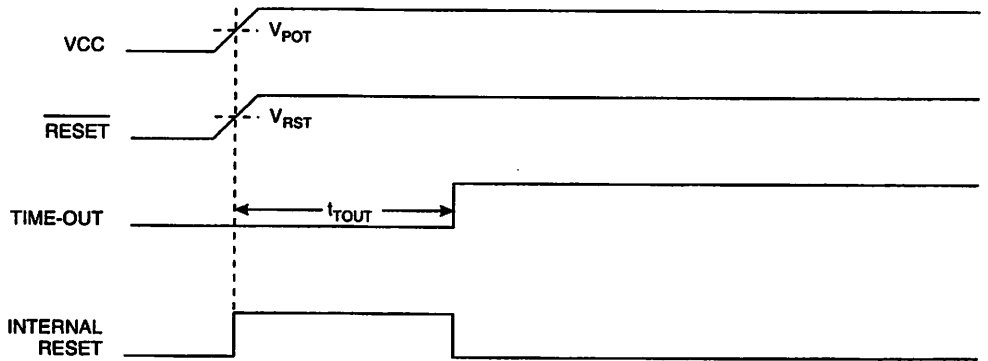 VCC
V_POT
RESET
V_RST
TIME-OUT
t_TOUT
INTERNAL
RESET